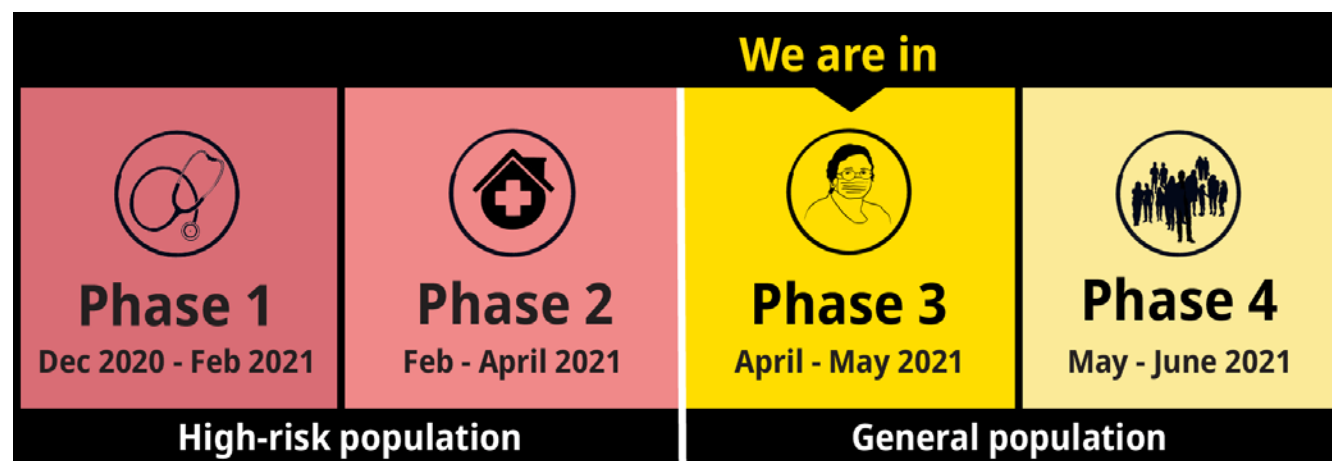 We are in
Phase 1
Dec 2020 - Feb 2021
Phase 2
Feb - April 2021
Phase 3
April - May 2021
Phase 4
May - June 2021
High-risk population
General population